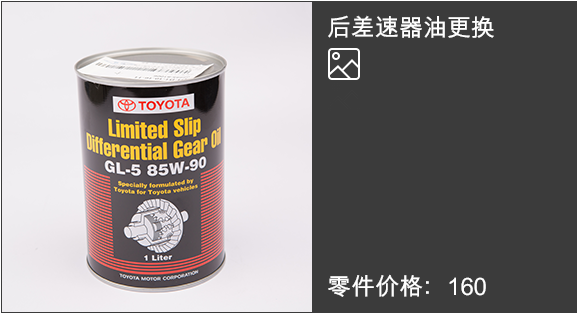 TOYOTA
Limited Slip
Differential Gear Oil
GL-5 85W-90
Specially formulated by
Toyota for Toyota vehicles
1 Liter
TOYOTA MOTOR CORPORATION
后差速器油更换
零件价格: 160